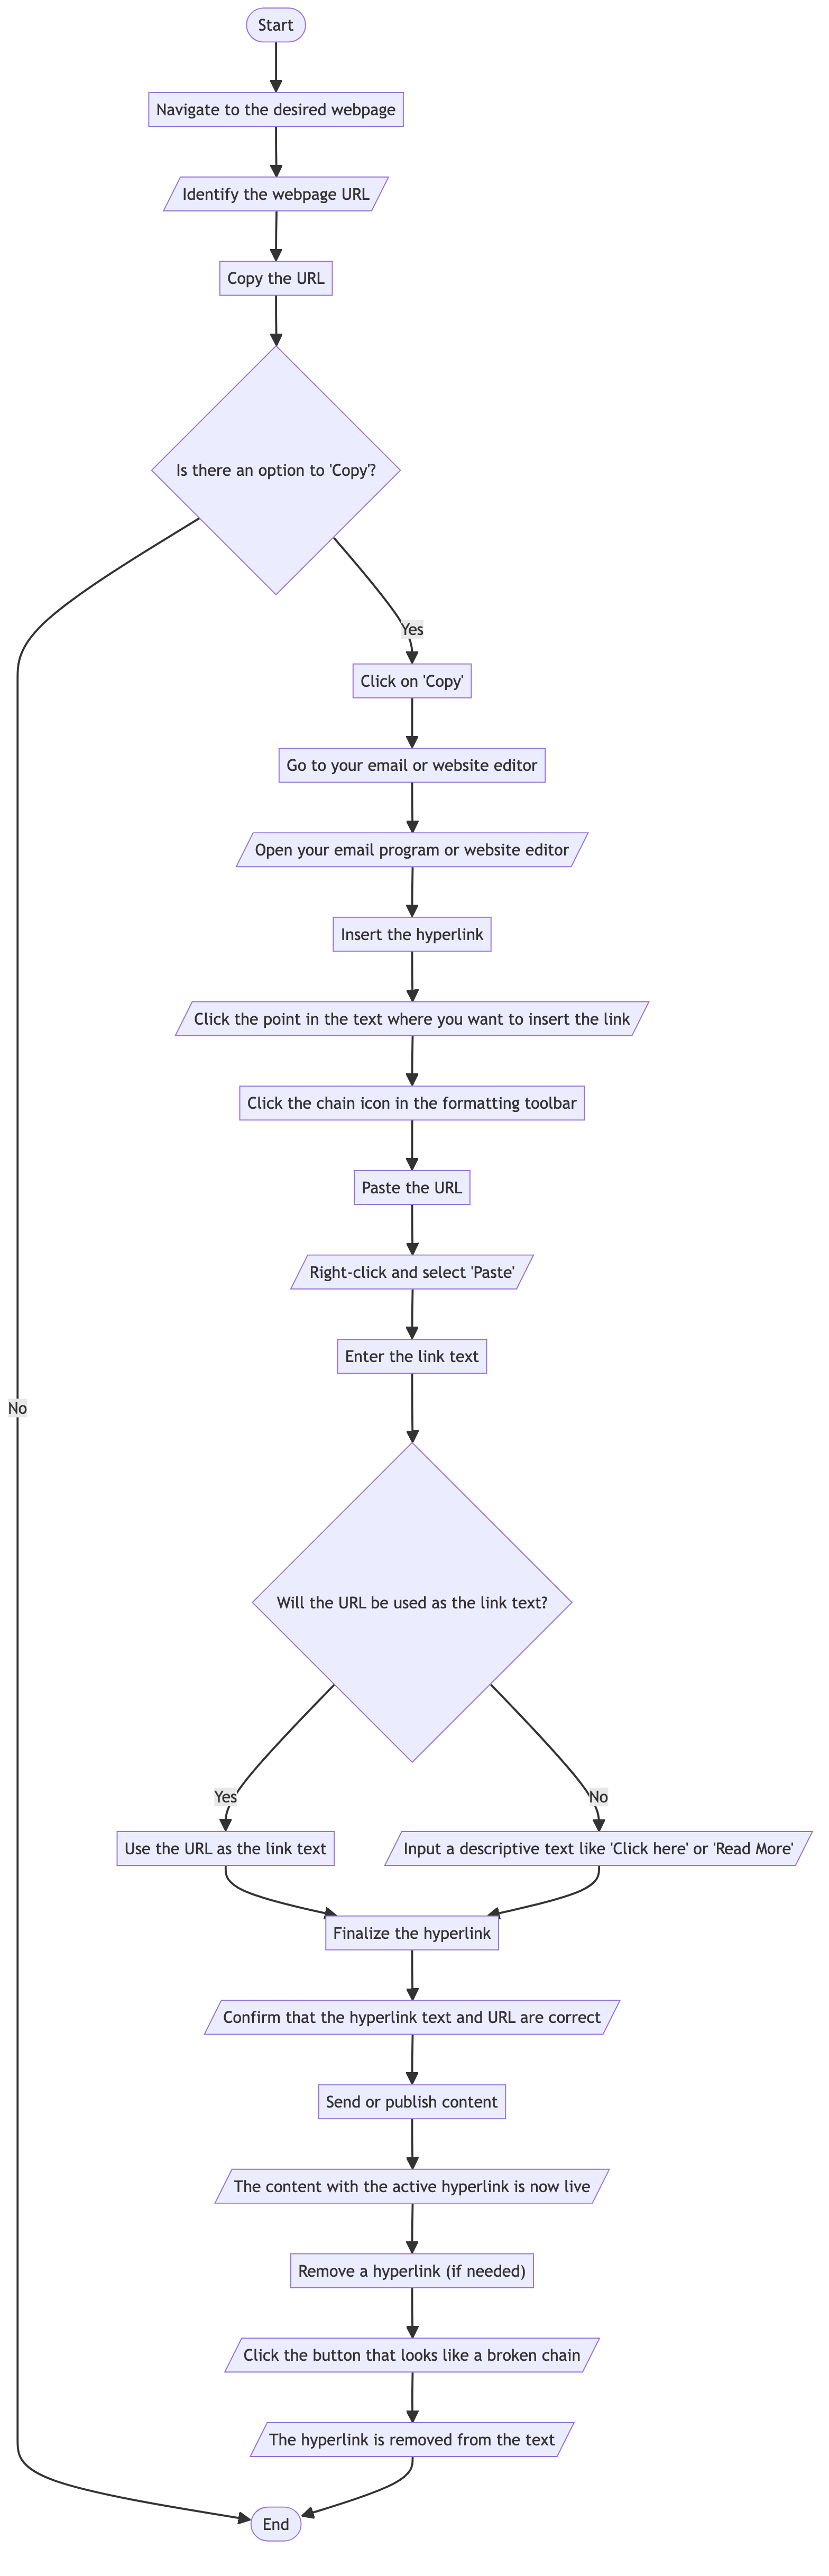 Start
Navigate to the desired webpage
Identify the webpage URL
Copy the URL
Is there an option to 'Copy'?
Yes
Click on 'Copy'
Go to your email or website editor
Open your email program or website editor
Insert the hyperlink
Click the point in the text where you want to insert the link
Click the chain icon in the formatting toolbar
Paste the URL
Right-click and select 'Paste'
Enter the link text
No
Will the URL be used as the link text?
Yes
No
Use the URL as the link text
Input a descriptive text like 'Click here' or 'Read More'
Finalize the hyperlink
Confirm that the hyperlink text and URL are correct
Send or publish content
The content with the active hyperlink is now live
Remove a hyperlink (if needed)
Click the button that looks like a broken chain
The hyperlink is removed from the text
End